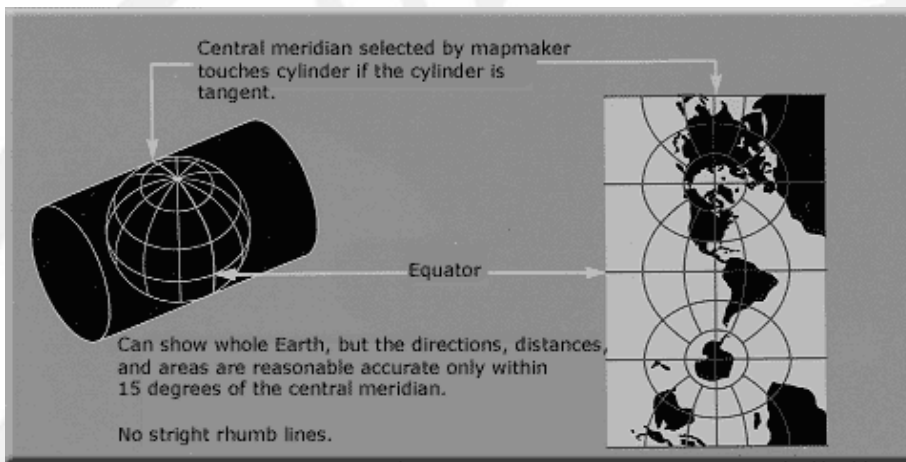 Central meridian selected by mapmaker
touches cylinder if the cylinder is
tangent.
Equator
Can show whole Earth, but the directions, distances,
and areas are reasonable accurate only within
15 degrees of the central meridian.
No stright rhumb lines.